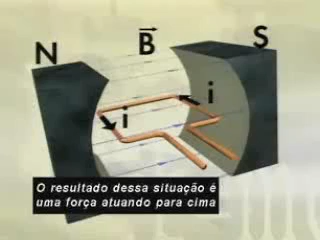 N B S
i
i
O resultado dessa situação é
uma força atuando para cima